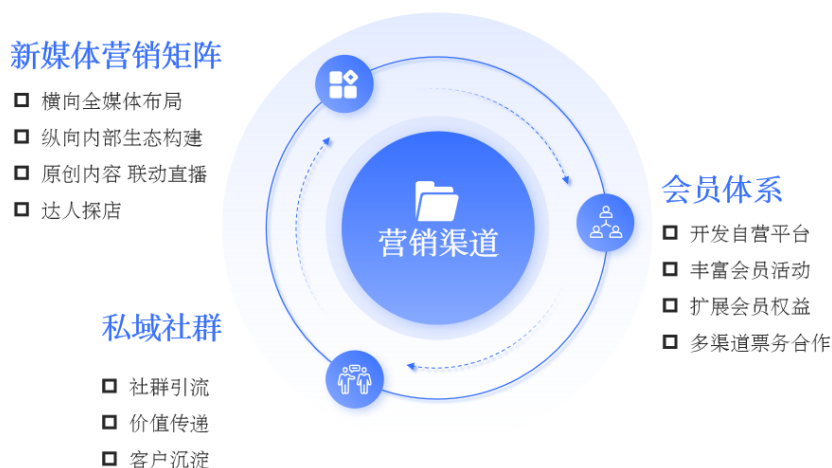 新媒体营销矩阵
横向全媒体布局
纵向内部生态构建
原创内容 联动直播
达人探店
营销渠道
会员体系
开发自营平台
丰富会员活动
扩展会员权益
多渠道票务合作
私域社群
社群引流
价值传递
客户沉淀